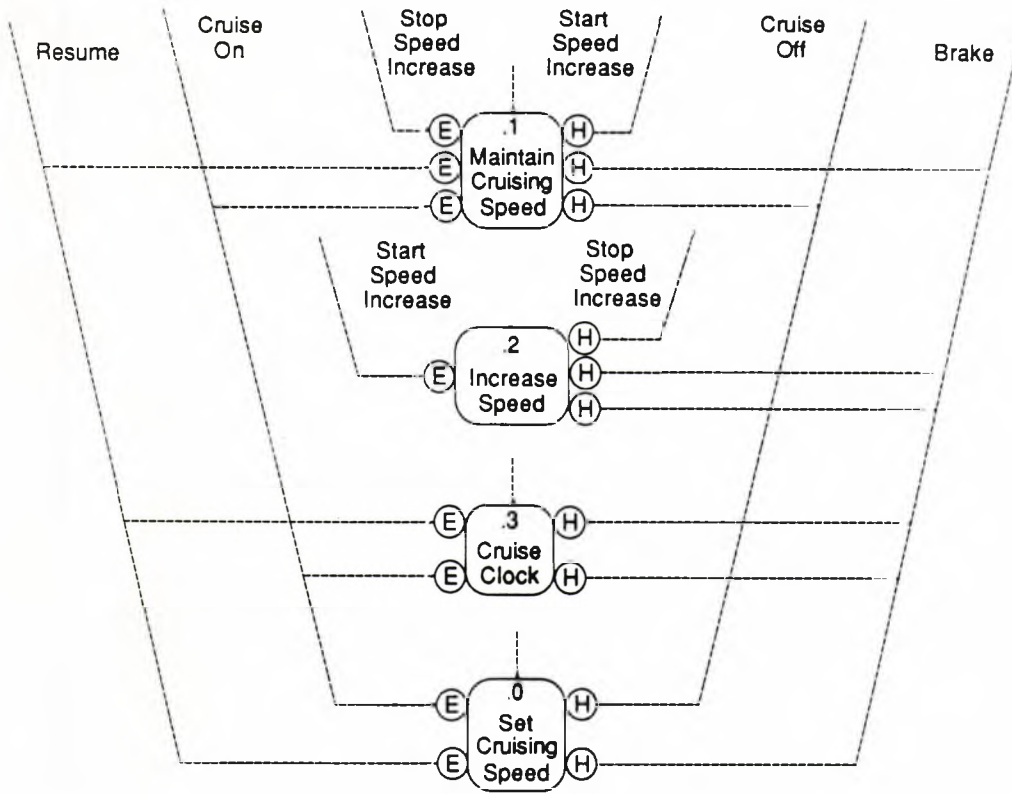 Resume
Cruise
On
Stop
Speed
Increase
Start
Speed
Increase
Cruise
Off
Brake
E
.1
H
Maintain
E
H
Cruising
E
Speed
H
Start
Speed
Increase
Stop
Speed
Increase
.2
H
E
Increase
H
Speed
H
E
.3
H
Cruise
E
Clock
H
.0
E
H
Set
Cruising
E
Speed
H